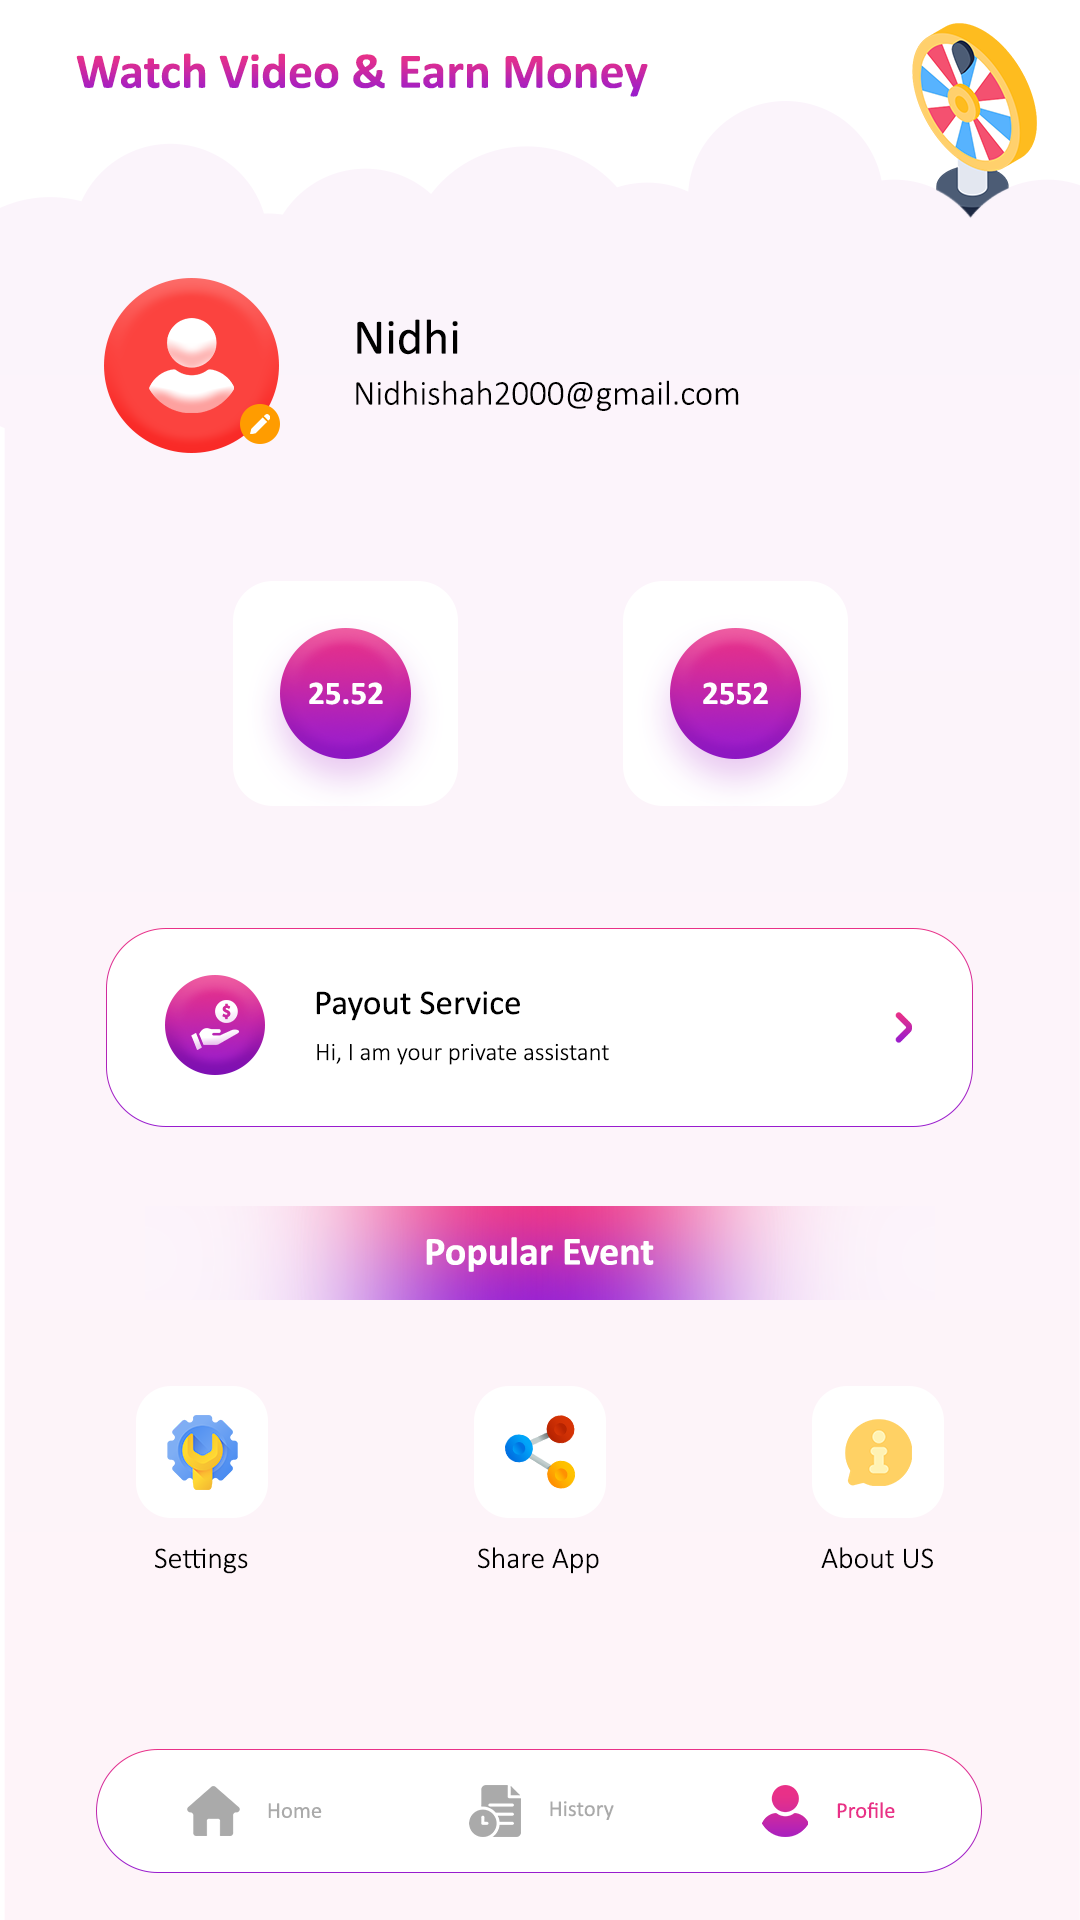 Watch Video & Earn Money
Nidhi
Nidhishah2000@gmail.com
25.52
2552
$
Payout Service
Hi, I am your private assistant
Popular Event
Settings
Share App
About US
Home
History
Profile